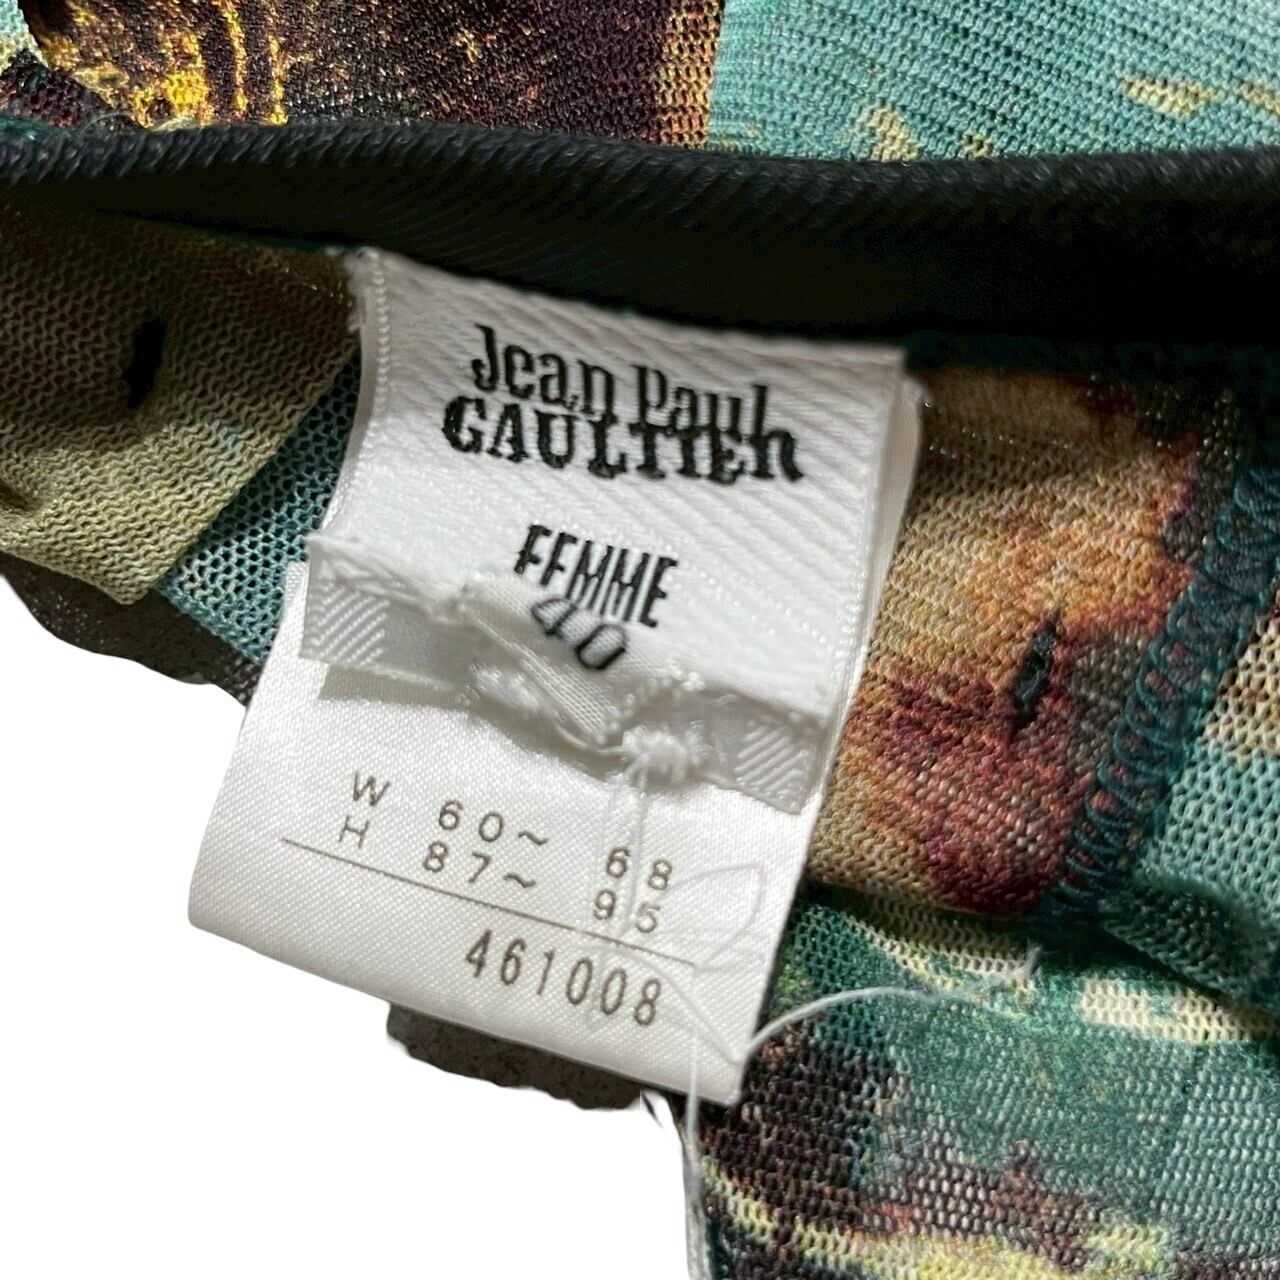 Jean Paul
GAULTIER
FEMME
40
W 60~ 68
H 87~ 95
461008